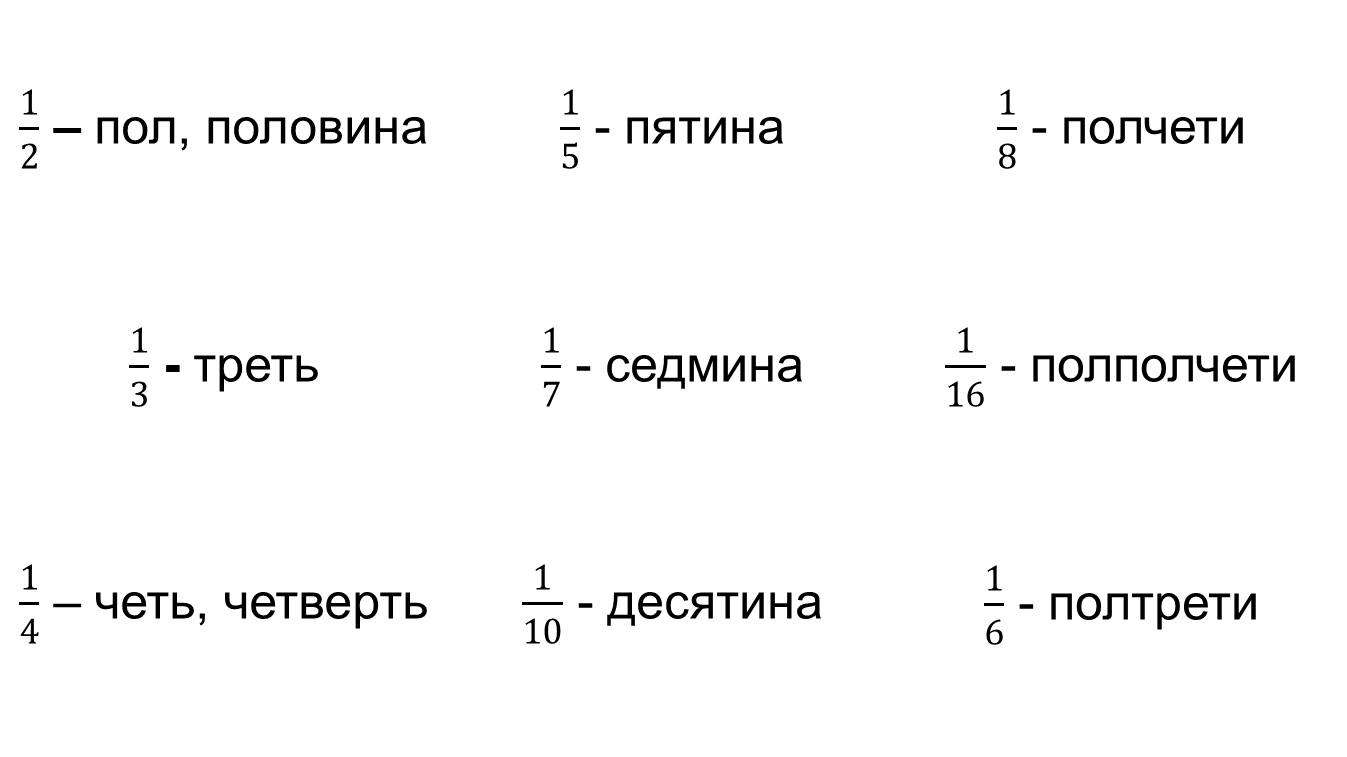 1/2 – пол, половина
1/5 - пятина
1/8 - полчети
1/3 - треть
1/7 - седмина
1/16 - полполчети
1/4 – четь, четверть
1/10 - десятина
1/6 - полтрети